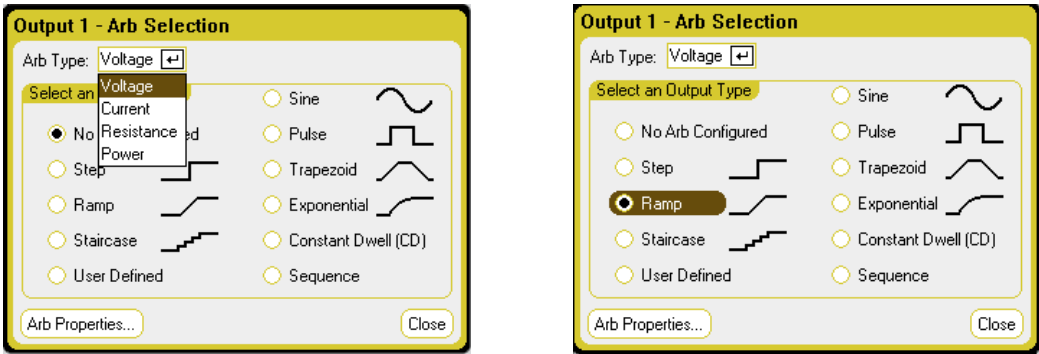 Output 1 - Arb Selection
Arb Type: Voltage
Voltage
Current
Resistance
Power
Select an
No
ed
Step
Ramp
Staircase
User Defined
Sine
Pulse
Trapezoid
Exponential
Constant Dwell (CD)
Sequence
Arb Properties...
Close
Output 1 - Arb Selection
Arb Type: Voltage
Select an Output Type
No Arb Configured
Step
Ramp
Staircase
User Defined
Sine
Pulse
Trapezoid
Exponential
Constant Dwell (CD)
Sequence
Arb Properties...
Close